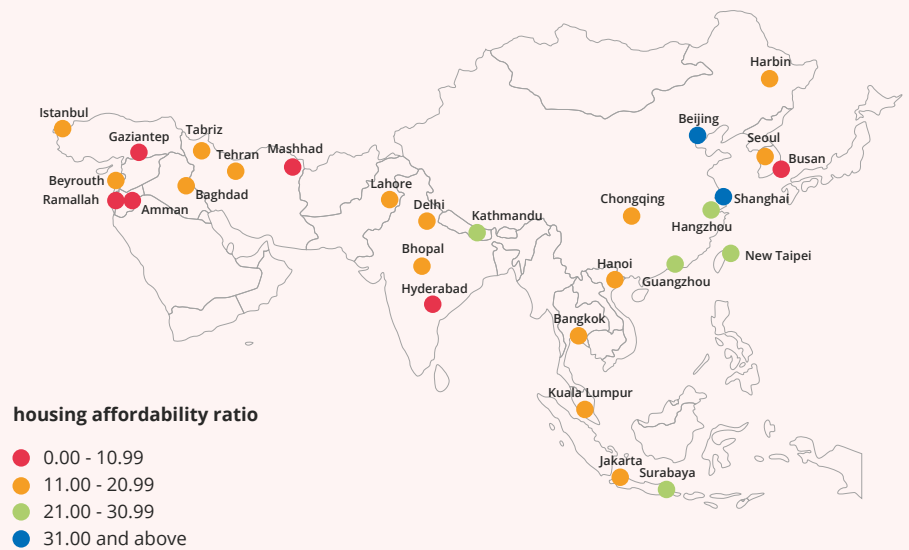 Harbin
Istanbul
Beijing
Gaziantep
Tabriz
Seoul
Tehran
Mashhad
Busan
Beyrouth
Lahore
Ramallah
Baghdad
Chongqing
Shanghai
Amman
Delhi
Kathmandu
Hangzhou
Bhopal
New Taipei
Hanoi
Guangzhou
Hyderabad
Bangkok
Kuala Lumpur
housing affordability ratio
0.00 - 10.99
Jakarta
Surabaya
11.00 - 20.99
21.00 - 30.99
31.00 and above